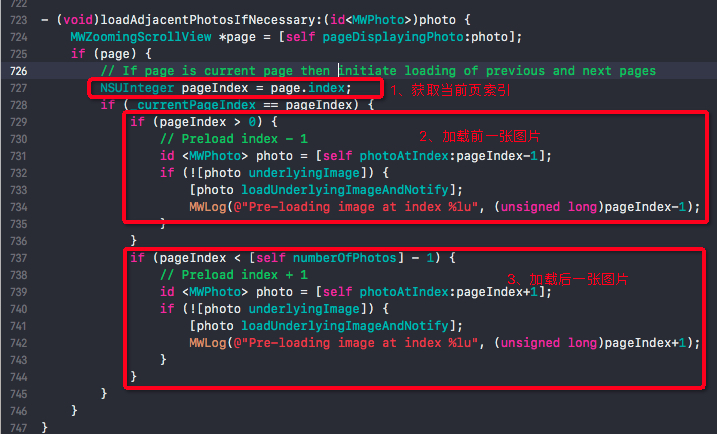 722
723 - (void)loadAdjacentPhotosIfNecessary:(id<MWPhoto>)photo {
724 MWZoomingScrollView *page = [self pageDisplayingPhoto:photo];
725 if (page) {
726 // If page is current page then initiate loading of previous and next pages
727 NSUInteger pageIndex = page.index; 1、获取当前页索引
728 if (_currentPageIndex == pageIndex) {
729 if (pageIndex > 0) { 2、加载前一张图片
730 // Preload index - 1
731 id <MWPhoto> photo = [self photoAtIndex:pageIndex-1];
732 if (![photo underlyingImage]) {
733 [photo loadUnderlyingImageAndNotify];
734 MWLog(@"Pre-loading image at index %lu", (unsigned long)pageIndex-1);
735 }
736 }
737 if (pageIndex < [self numberOfPhotos] - 1) {
738 // Preload index + 1 3、加载后一张图片
739 id <MWPhoto> photo = [self photoAtIndex:pageIndex+1];
740 if (![photo underlyingImage]) {
741 [photo loadUnderlyingImageAndNotify];
742 MWLog(@"Pre-loading image at index %lu", (unsigned long)pageIndex+1);
743 }
744 }
745 }
746 }
747 }